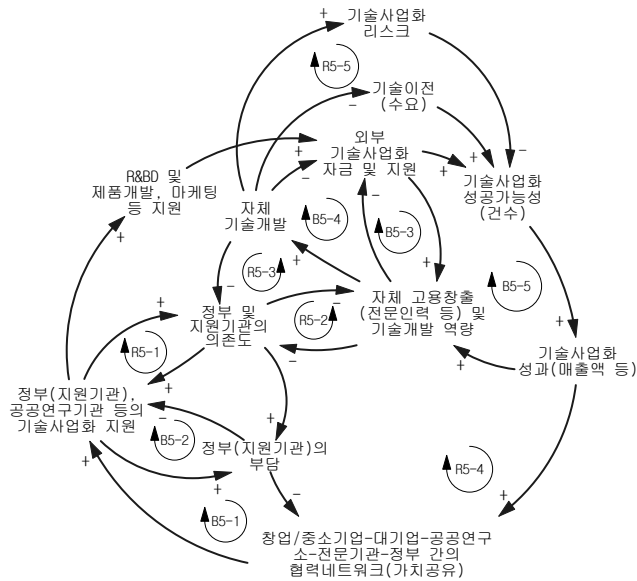 기술사업화
리스크
R5-5
기술이전
(수요)
외부
기술사업화
자금 및 지원
R&BD 및
제품개발, 마케팅
등 지원
기술사업화
성공가능성
(건수)
자체
기술개발
B5-4
B5-3
R5-3
B5-5
정부 및
지원기관의
의존도
R5-2
자체 고용창출
(전문인력 등) 및
기술개발 역량
R5-1
기술사업화
성과(매출액 등)
정부(지원기관),
공공연구기관 등의
기술사업화 지원
B5-2
정부(지원기관)의
부담
R5-4
B5-1
창업/중소기업-대기업-공공연구
소-전문기관-정부 간의
협력네트워크(가치공유)